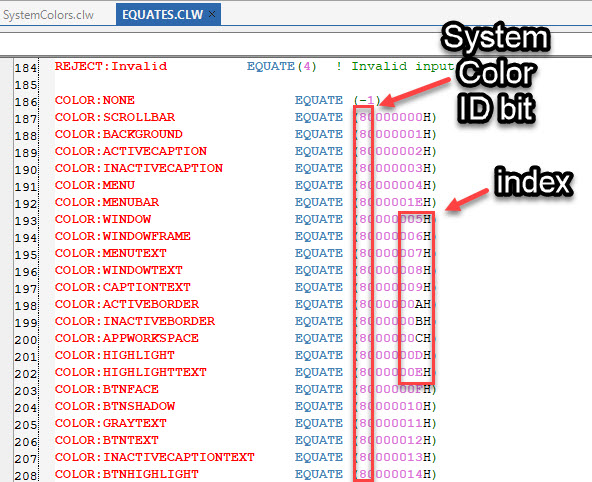 SystemColors.clw EQUATES.CLW
System Color ID bit
index
184 REJECT:Invalid EQUATE(4) ! Invalid input
185
186 COLOR:NONE EQUATE (-1)
187 COLOR:SCROLLBAR EQUATE (80000000H)
188 COLOR:BACKGROUND EQUATE (80000001H)
189 COLOR:ACTIVECAPTION EQUATE (80000002H)
190 COLOR:INACTIVECAPTION EQUATE (80000003H)
191 COLOR:MENU EQUATE (80000004H)
192 COLOR:MENUBAR EQUATE (8000001EH)
193 COLOR:WINDOW EQUATE (80000005H)
194 COLOR:WINDOWFRAME EQUATE (80000006H)
195 COLOR:MENUTEXT EQUATE (80000007H)
196 COLOR:WINDOWTEXT EQUATE (80000008H)
197 COLOR:CAPTIONTEXT EQUATE (80000009H)
198 COLOR:ACTIVEBORDER EQUATE (8000000AH)
199 COLOR:INACTIVEBORDER EQUATE (8000000BH)
200 COLOR:APPWORKSPACE EQUATE (8000000CH)
201 COLOR:HIGHLIGHT EQUATE (8000000DH)
202 COLOR:HIGHLIGHTTEXT EQUATE (8000000EH)
203 COLOR:BTNFACE EQUATE (8000000FH)
204 COLOR:BTNSHADOW EQUATE (80000010H)
205 COLOR:GRAYTEXT EQUATE (80000011H)
206 COLOR:BTNTEXT EQUATE (80000012H)
207 COLOR:INACTIVECAPTIONTEXT EQUATE (80000013H)
208 COLOR:BTNHIGHLIGHT EQUATE (80000014H)